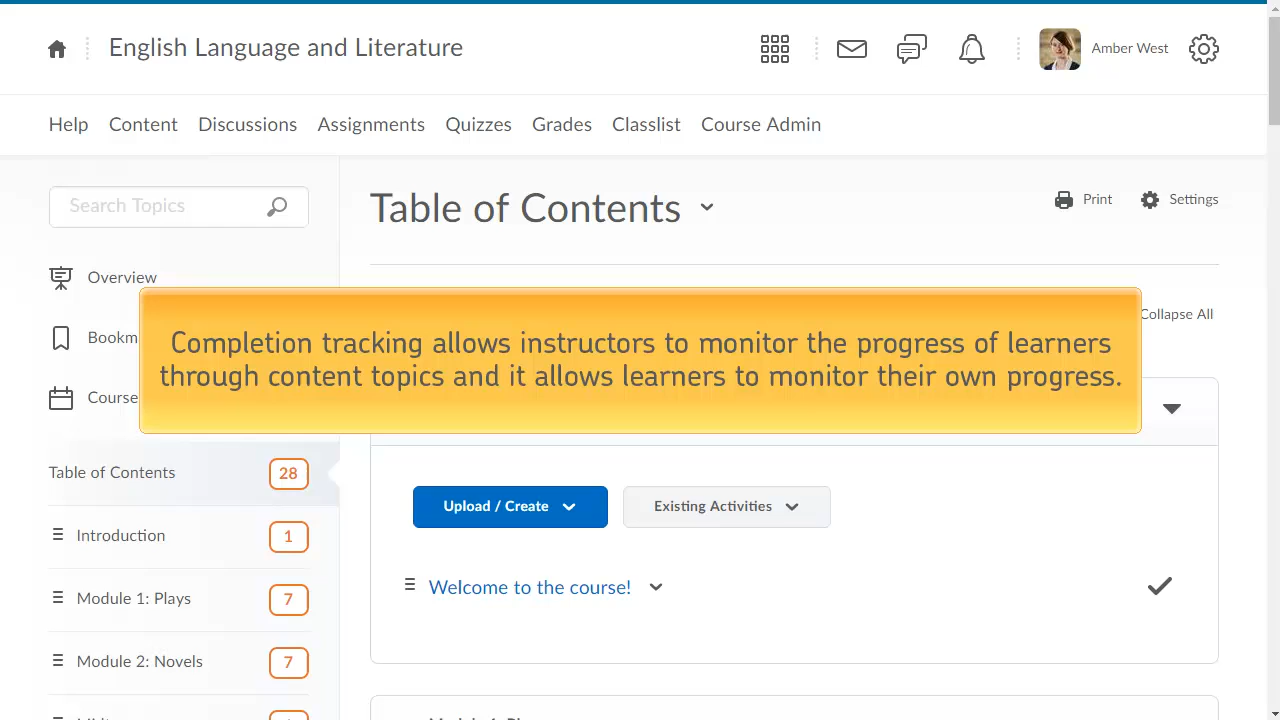 English Language and Literature
Amber West
Help Content Discussions Assignments Quizzes Grades Classlist Course Admin
Search Topics
Table of Contents
Print
Settings
Overview
Collapse All
Completion tracking allows instructors to monitor the progress of learners
through content topics and it allows learners to monitor their own progress.
Course
Table of Contents 28
Upload / Create
Existing Activities
Introduction 1
Welcome to the course!
Module 1: Plays 7
Module 2: Novels 7